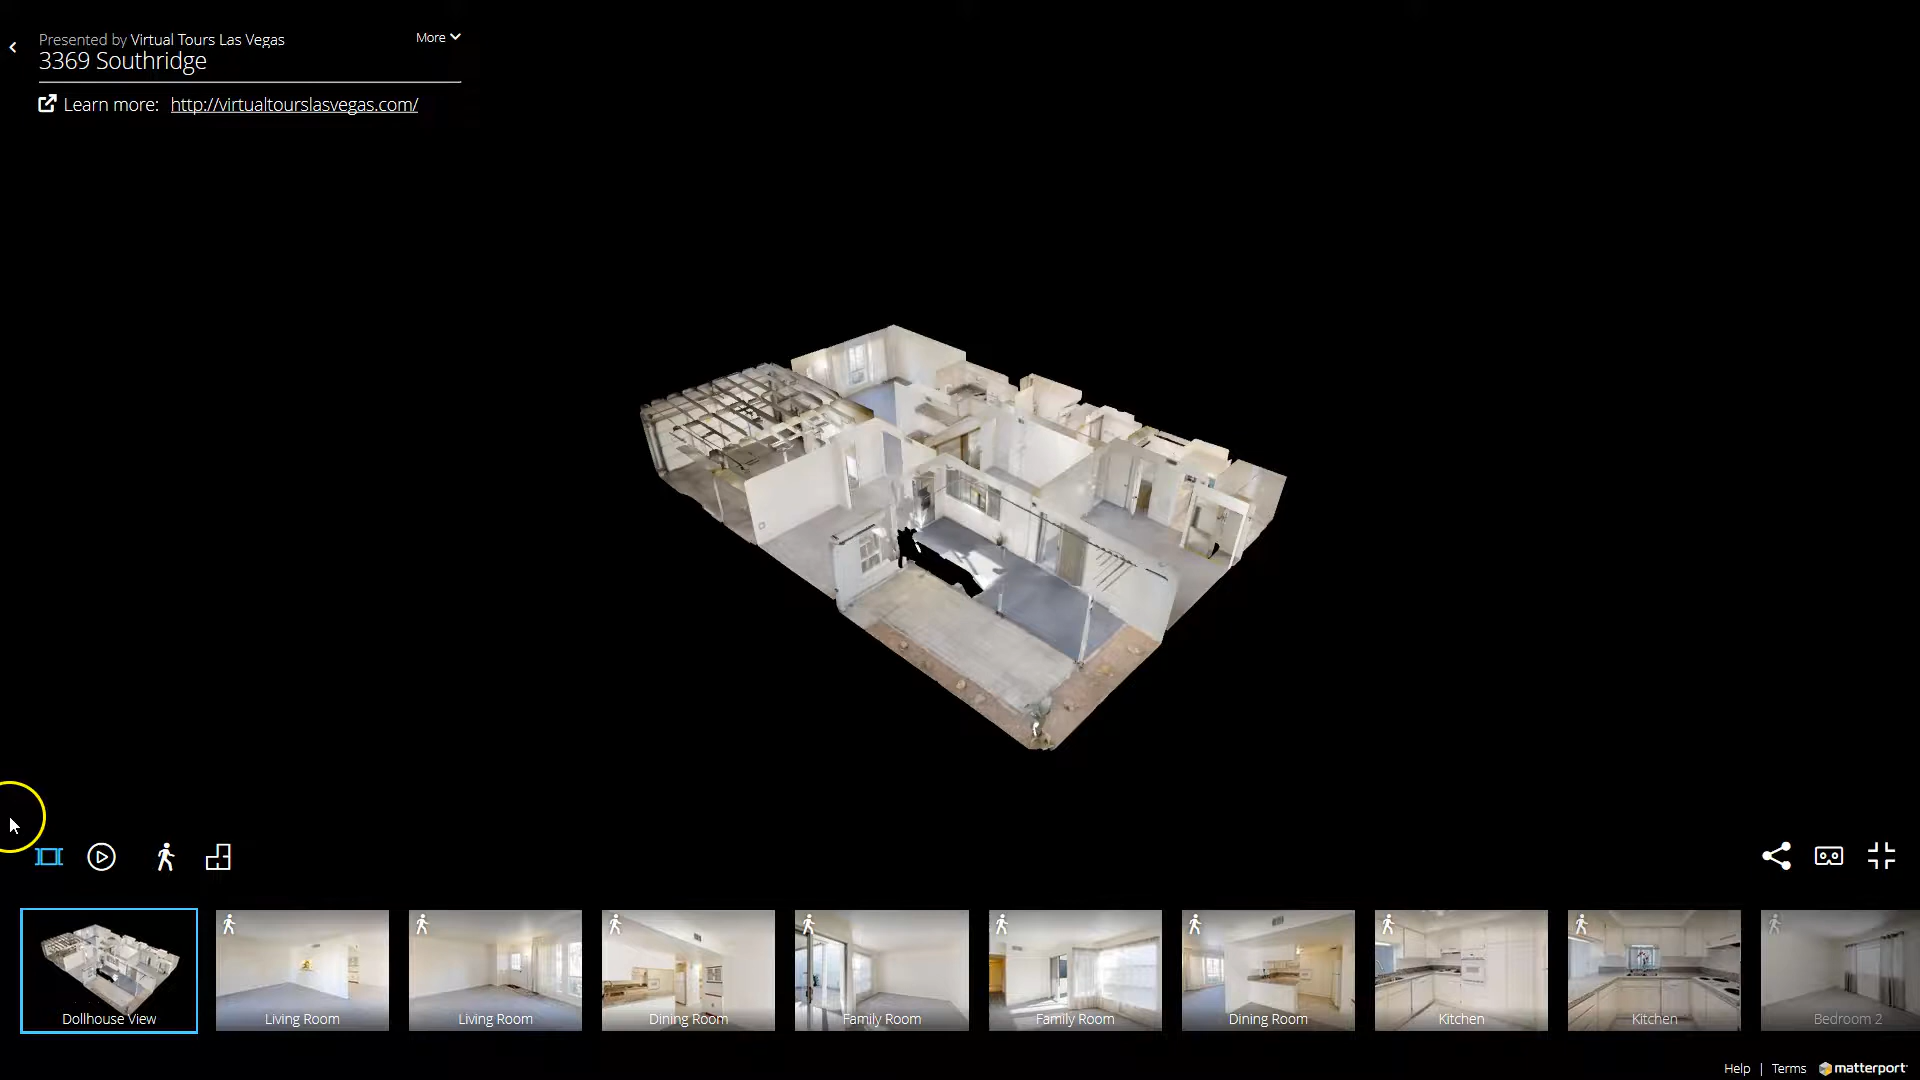 Presented by Virtual Tours Las Vegas
More
3369 Southridge
Learn more: http://virtualtourslasvegas.com/
Dollhouse View
Living Room
Living Room
Dining Room
Family Room
Family Room
Dining Room
Kitchen
Kitchen
Bedroom 2
Help | Terms matterport